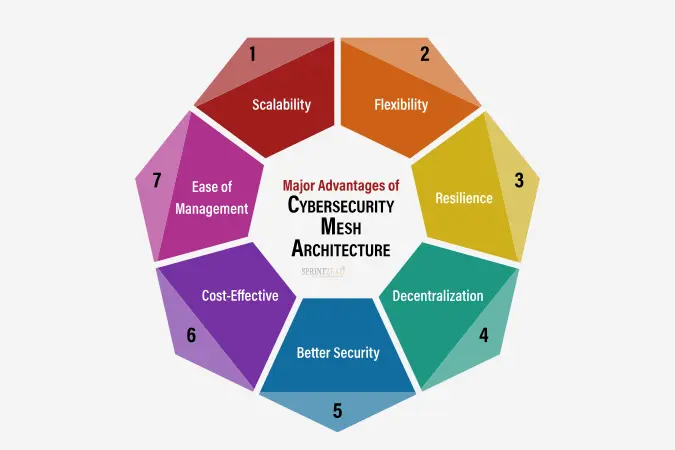 1
Scalability
2
Flexibility
3
Resilience
4
Decentralization
5
Better Security
6
Cost-Effective
7
Ease of
Management
Major Advantages of
CYBERSECURITY
MESH
ARCHITECTURE